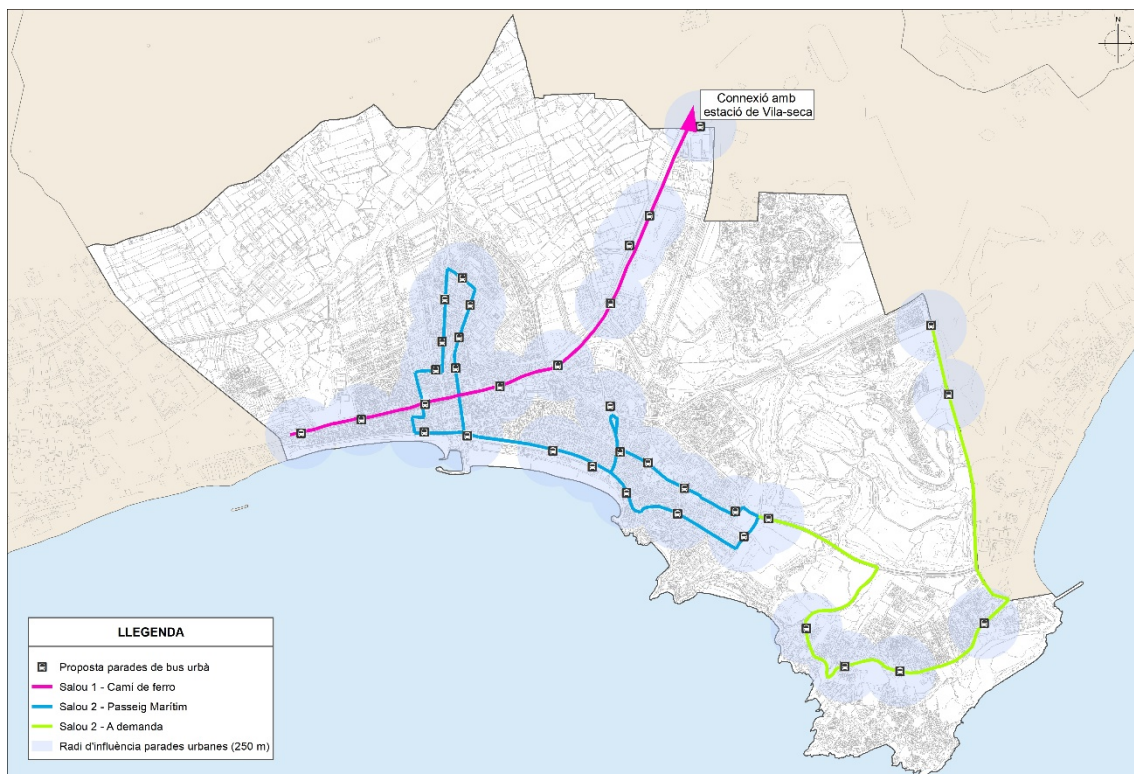 N
Connexió amb
estació de Vila-seca
LLEGENDA
Proposta parades de bus urbà
Salou 1 - Camí de ferro
Salou 2 - Passeig Marítim
Salou 2 - A demanda
Radi d'influència parades urbanes (250 m)